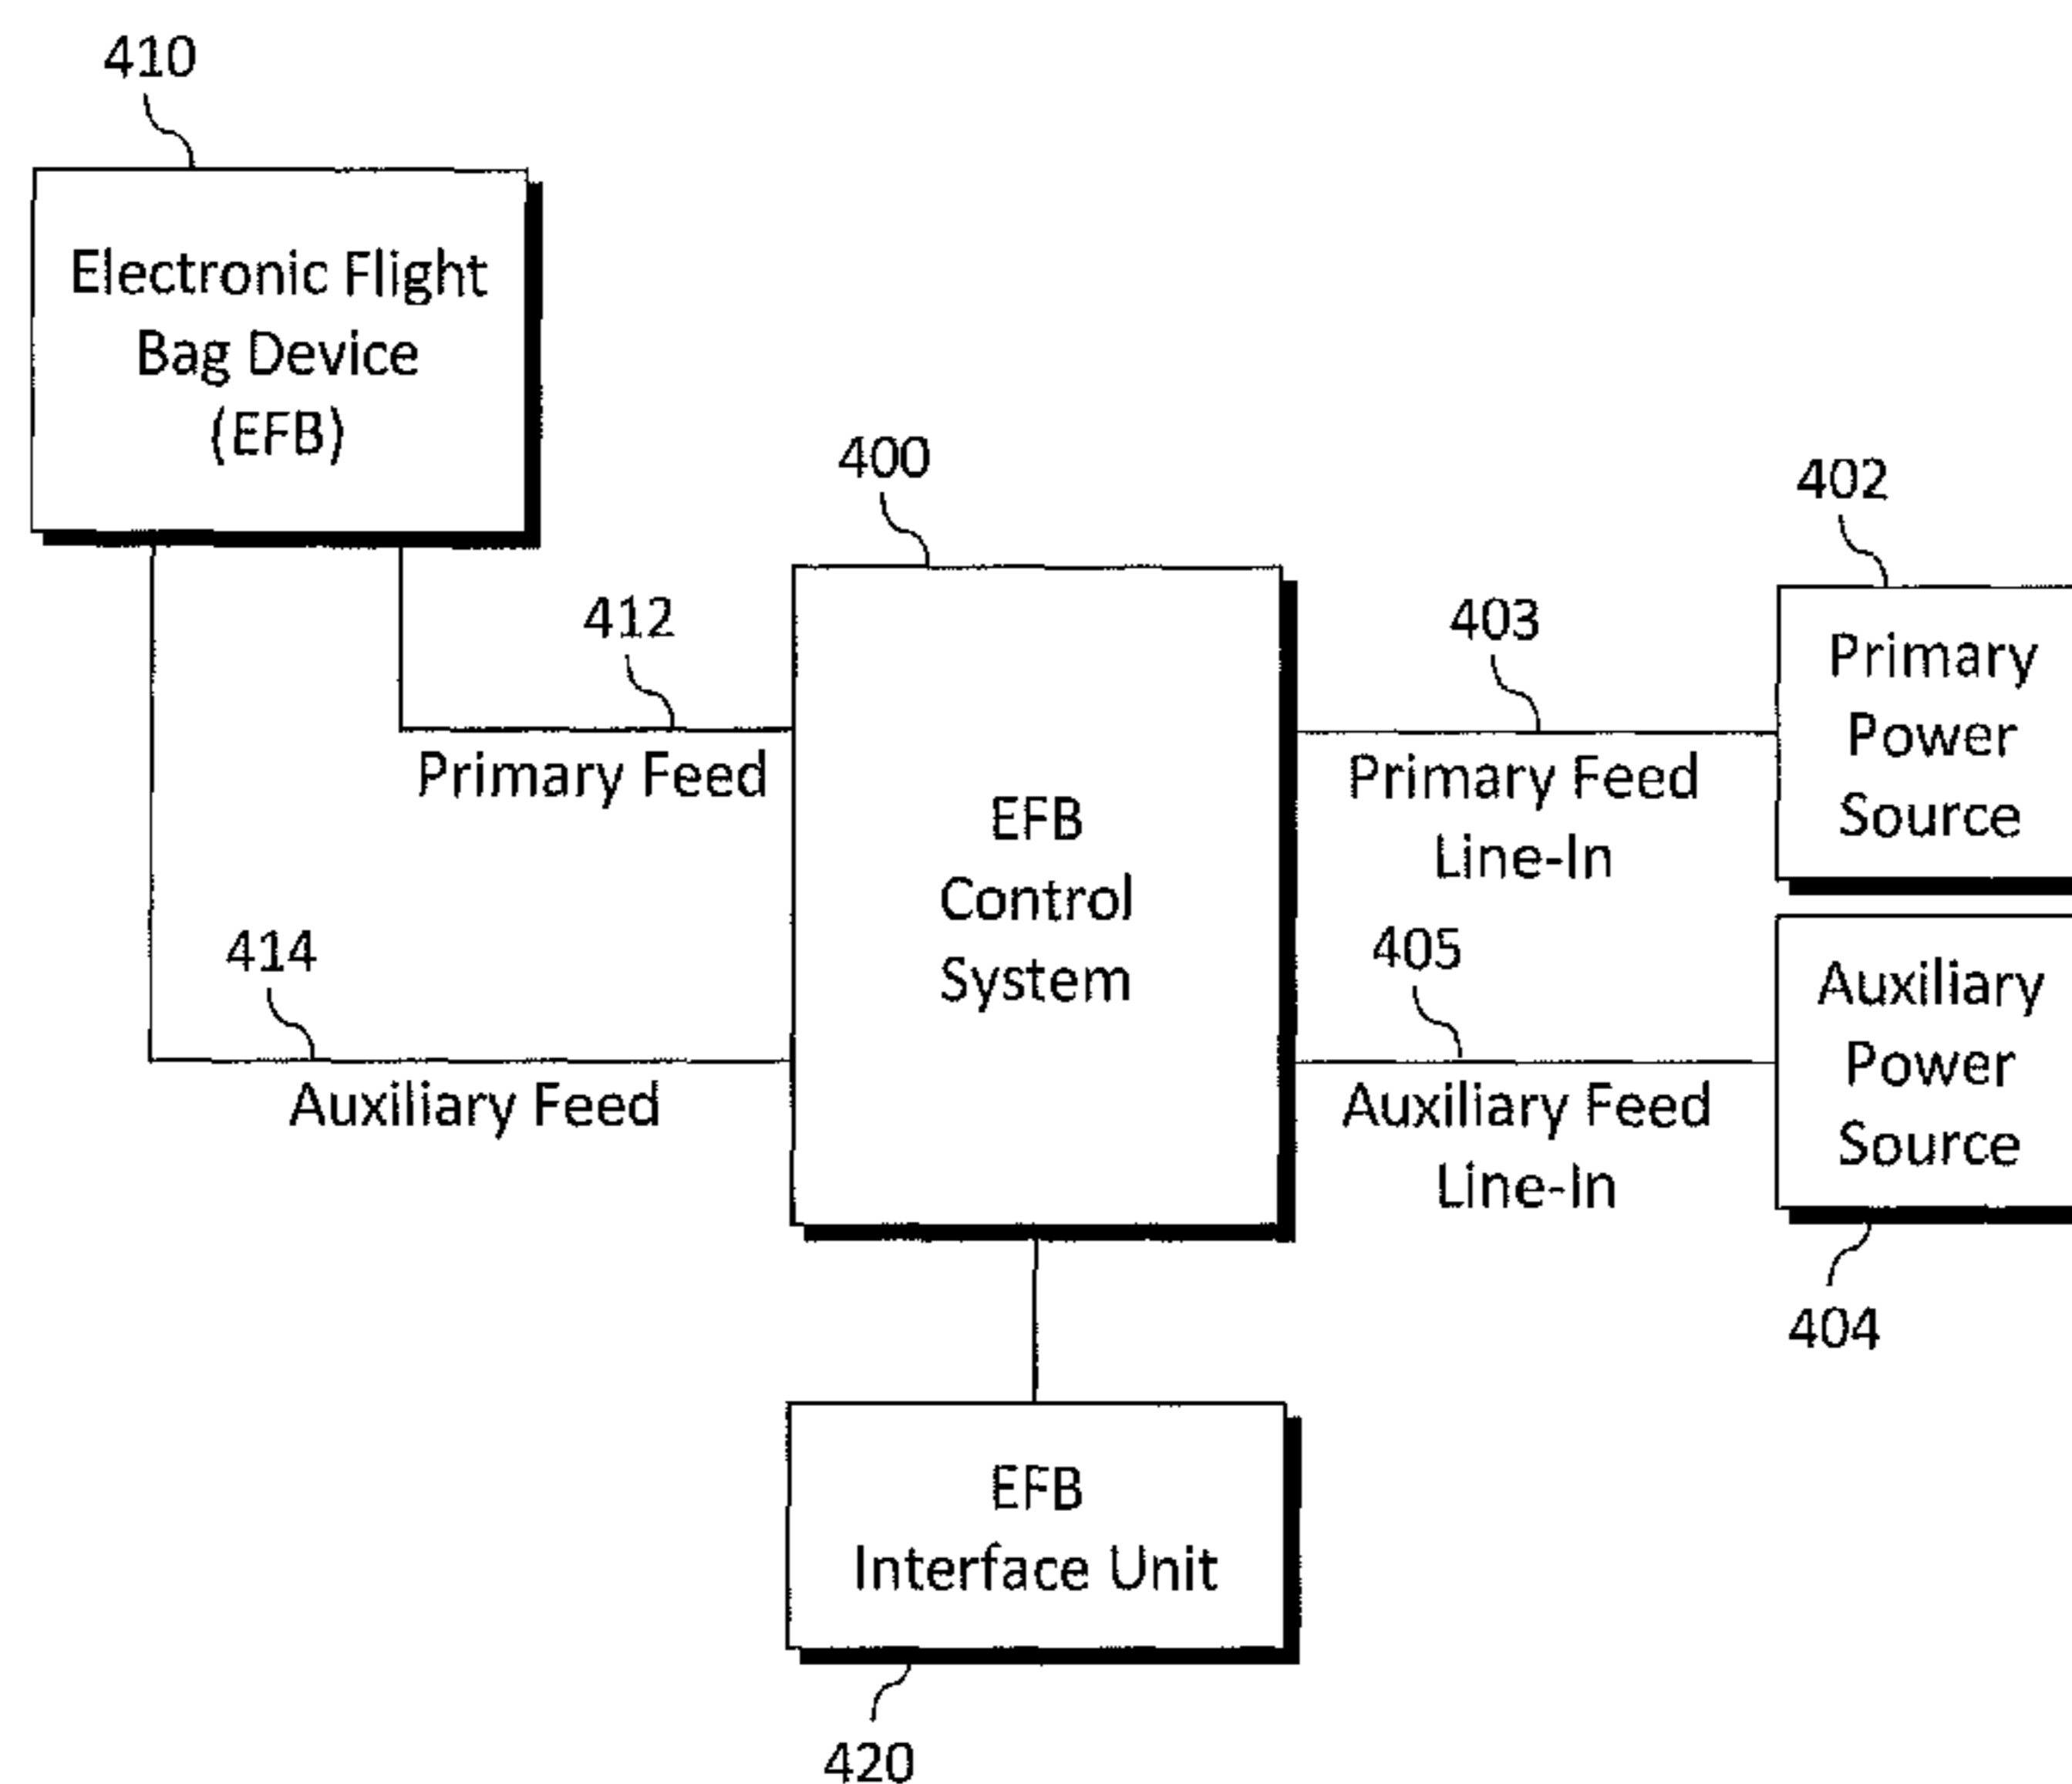 410
Electronic Flight
Bag Device
(EFB)
400
402
412
403
Primary Feed
Primary Feed
Line-In
Primary
Power
Source
EFB
Control
System
414
405
Auxiliary Feed
Auxiliary Feed
Line-In
Auxiliary
Power
Source
404
EFB
Interface Unit
420